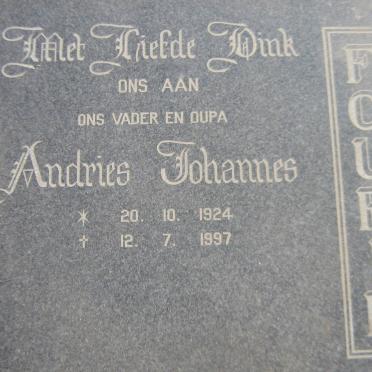 Met Liefde Dink
ONS AAN
ONS VADER EN OUPA
Andries Johannes
* 20. 10. 1924
† 12. 7. 1997
F
O
U
R